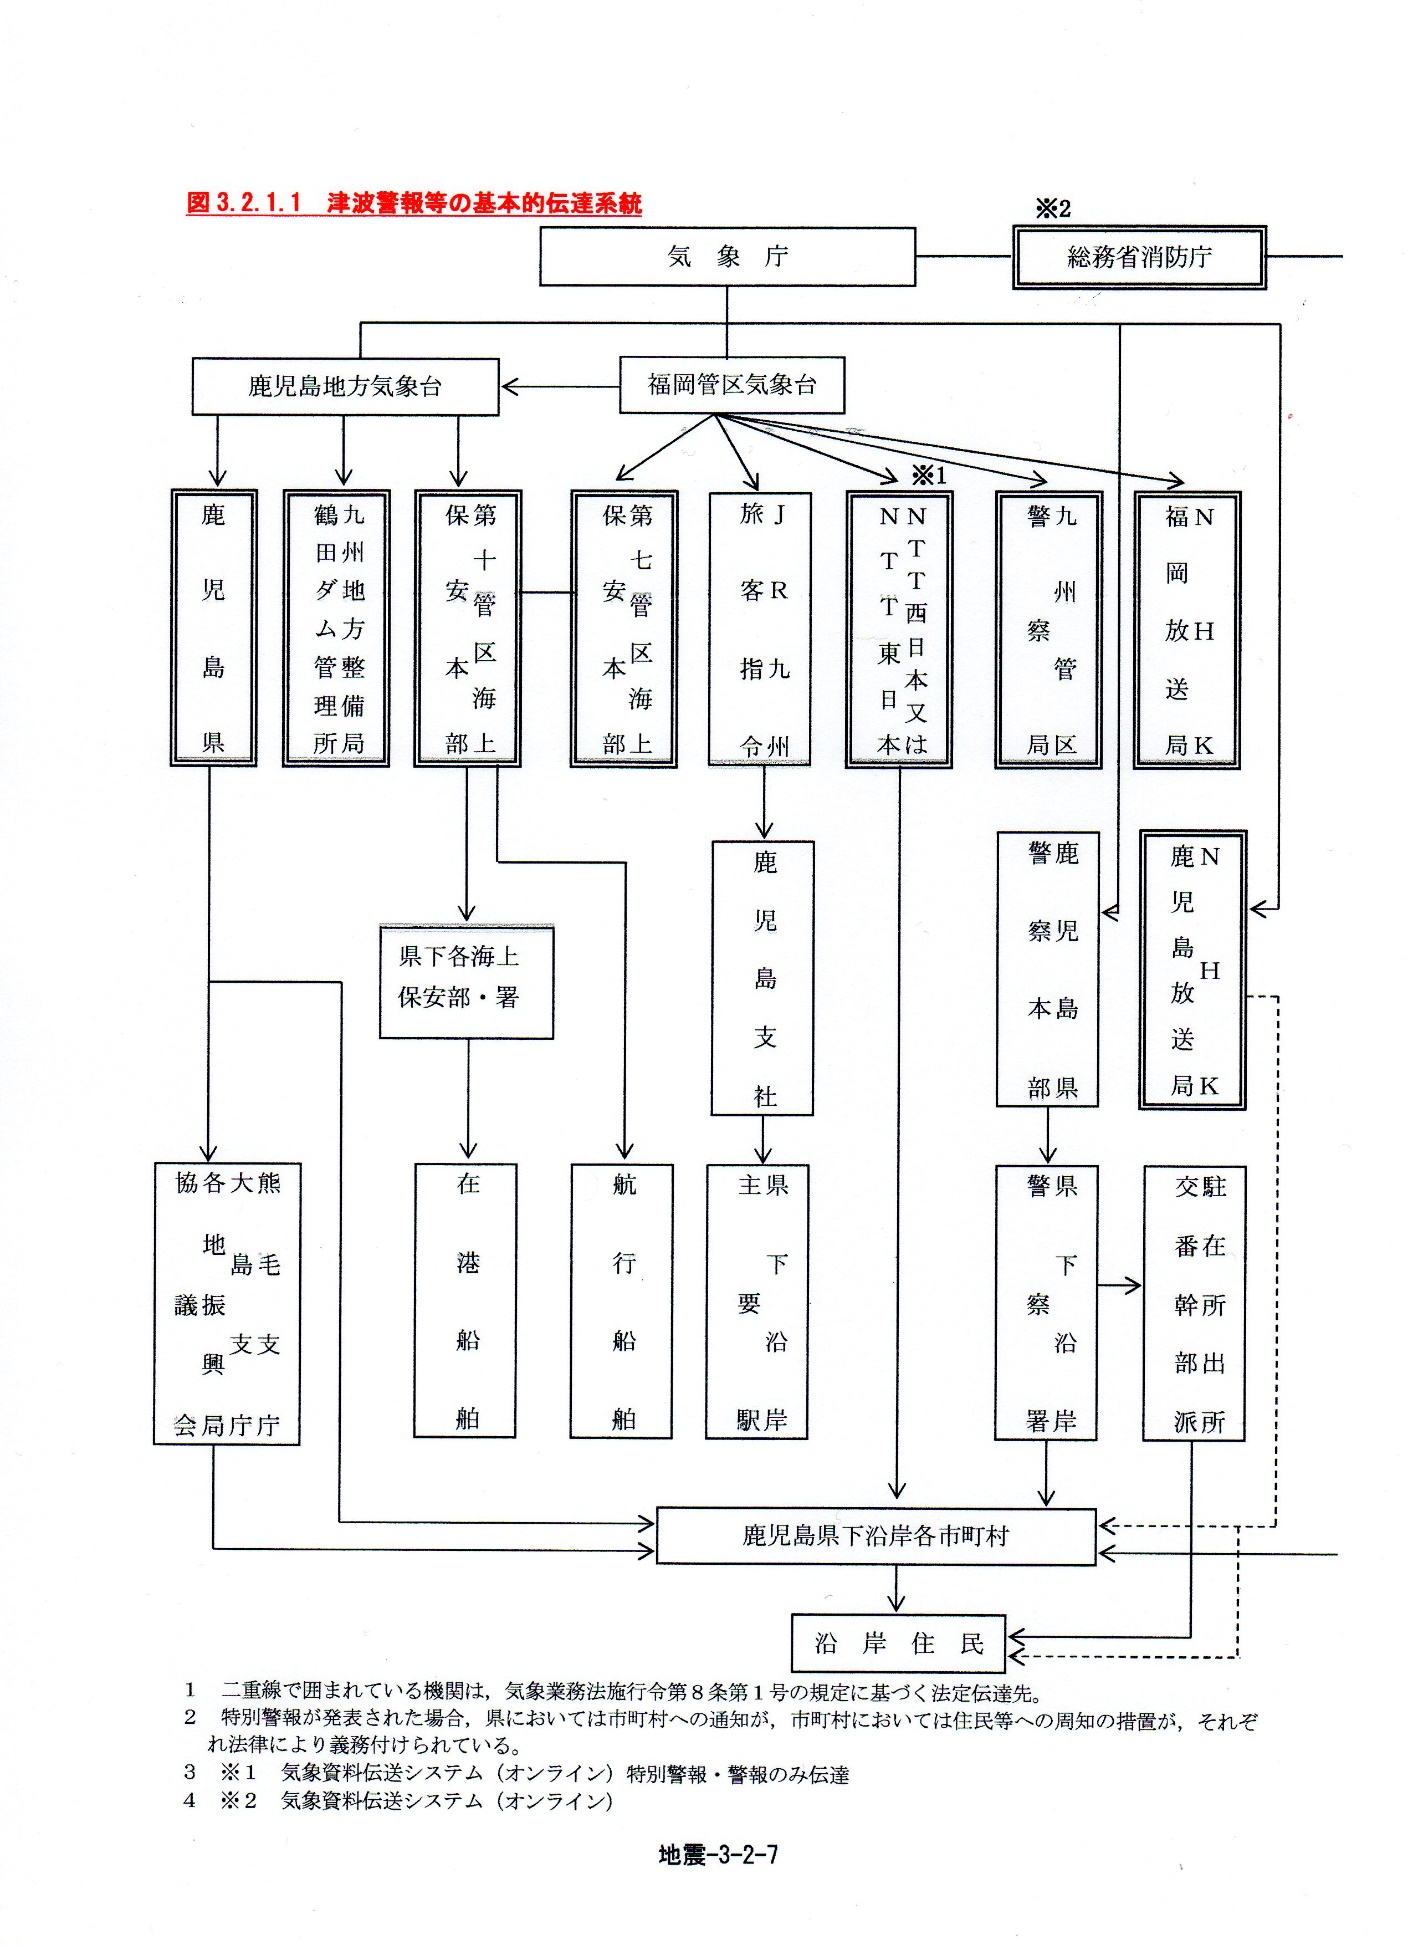 図3.2.1.1　津波警報等の基本的伝達系統
※2
気　象　庁
総務省消防庁
鹿児島地方気象台
福岡管区気象台
※1
鹿児島県
九州地方整備局
鶴田ダム管理所
第十管区海上
保安本部
第七管区海上
保安本部
JR九州
旅客指令
NTT西日本又は
NTT東日本
九州管区
警察局
NHK
福岡放送局
鹿児島支社
鹿児島県
警察本部
NHK
鹿児島放送局
県下各海上
保安部・署
熊毛支庁
大島支庁
各地振興局
協議会
在港船舶
航行船舶
県下沿岸
主要駅
県下沿岸
警察署
駐在所出所
交番幹部派
鹿児島県下沿岸各市町村
沿　岸　住　民
1　二重線で囲まれている機関は，気象業務法施行令第８条第１号の規定に基づく法定伝達先。
2　特別警報が発表された場合，県においては市町村への通知が，市町村においては住民等への周知の措置が，それぞ
れ法律により義務付けられている。
3　※1　気象資料伝送システム（オンライン）特別警報・警報のみ伝達
4　※2　気象資料伝送システム（オンライン）
地震-3-2-7